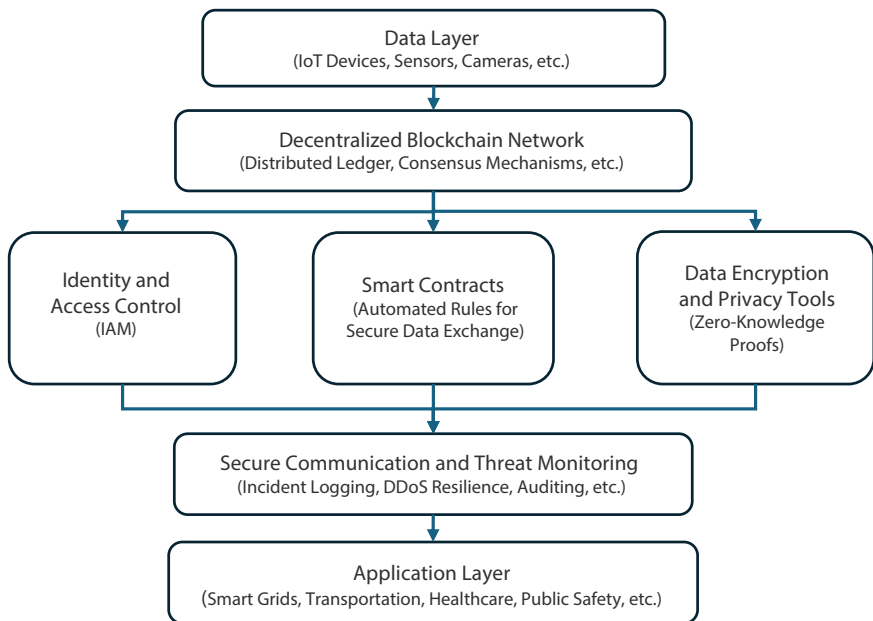 Data Layer
(IoT Devices, Sensors, Cameras, etc.)
Decentralized Blockchain Network
(Distributed Ledger, Consensus Mechanisms, etc.)
Identity and
Access Control
(IAM)
Smart Contracts
(Automated Rules for
Secure Data Exchange)
Data Encryption
and Privacy Tools
(Zero-Knowledge
Proofs)
Secure Communication and Threat Monitoring
(Incident Logging, DDoS Resilience, Auditing, etc.)
Application Layer
(Smart Grids, Transportation, Healthcare, Public Safety, etc.)